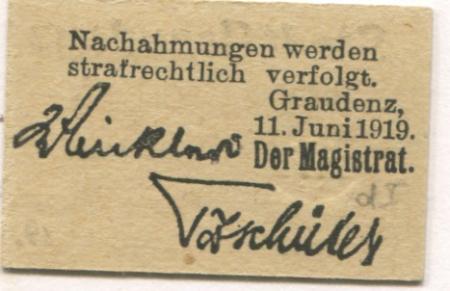 Nachahmungen werden
strafrechtlich verfolgt.
Graudenz,
11. Juni 1919.
Der Magistrat.